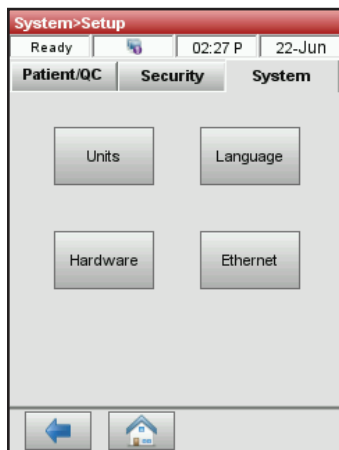 System>Setup
Ready 02:27 P 22-Jun
Patient/QC Security System
Units Language
Hardware Ethernet